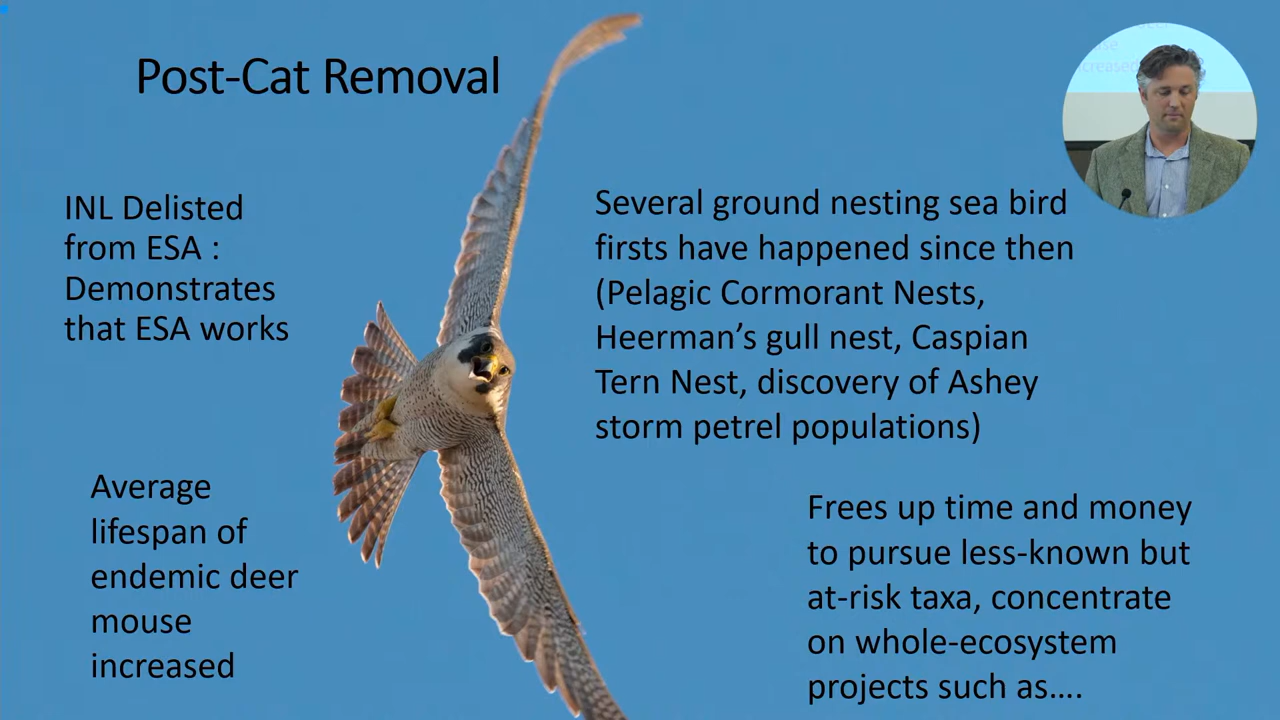 Post-Cat Removal
INL Delisted
from ESA :
Demonstrates
that ESA works
Several ground nesting sea bird
firsts have happened since then
(Pelagic Cormorant Nests,
Heerman’s gull nest, Caspian
Tern Nest, discovery of Ashey
storm petrel populations)
Average
lifespan of
endemic deer
mouse
increased
Frees up time and money
to pursue less-known but
at-risk taxa, concentrate
on whole-ecosystem
projects such as….